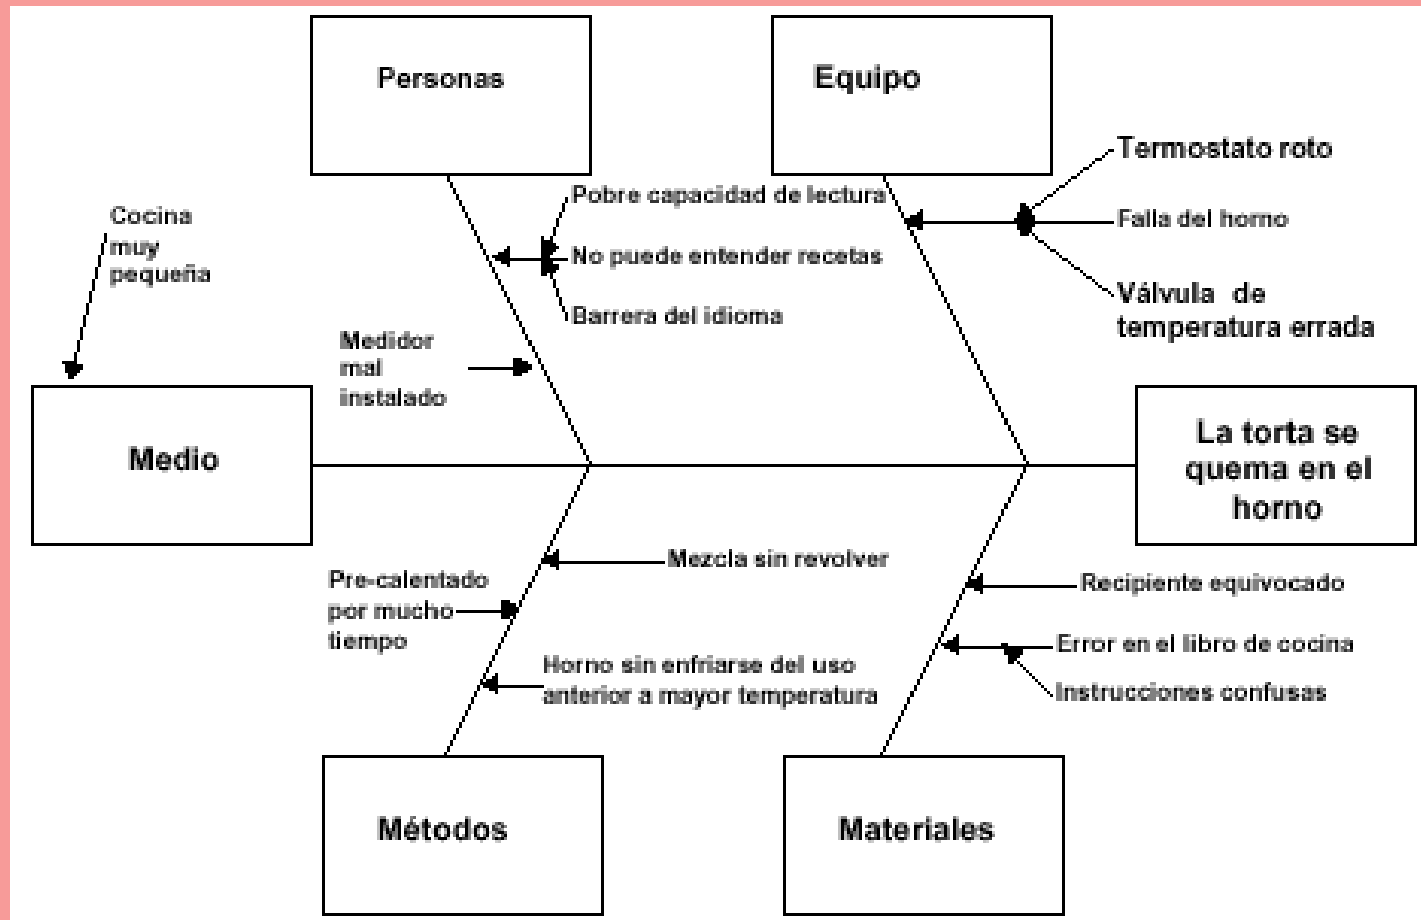 Personas
Equipo
Termostato roto
Pobre capacidad de lectura
Cocina
muy
pequeña
Falla del horno
No puede entender recetas
Válvula de
temperatura errada
Barrera del idioma
Medidor
mal
instalado
Medio
La torta se
quema en el
horno
Mezcla sin revolver
Pre-calentado
por mucho
tiempo
Recipiente equivocado
Error en el libro de cocina
Horno sin enfriarse del uso
anterior a mayor temperatura
Instrucciones confusas
Métodos
Materiales